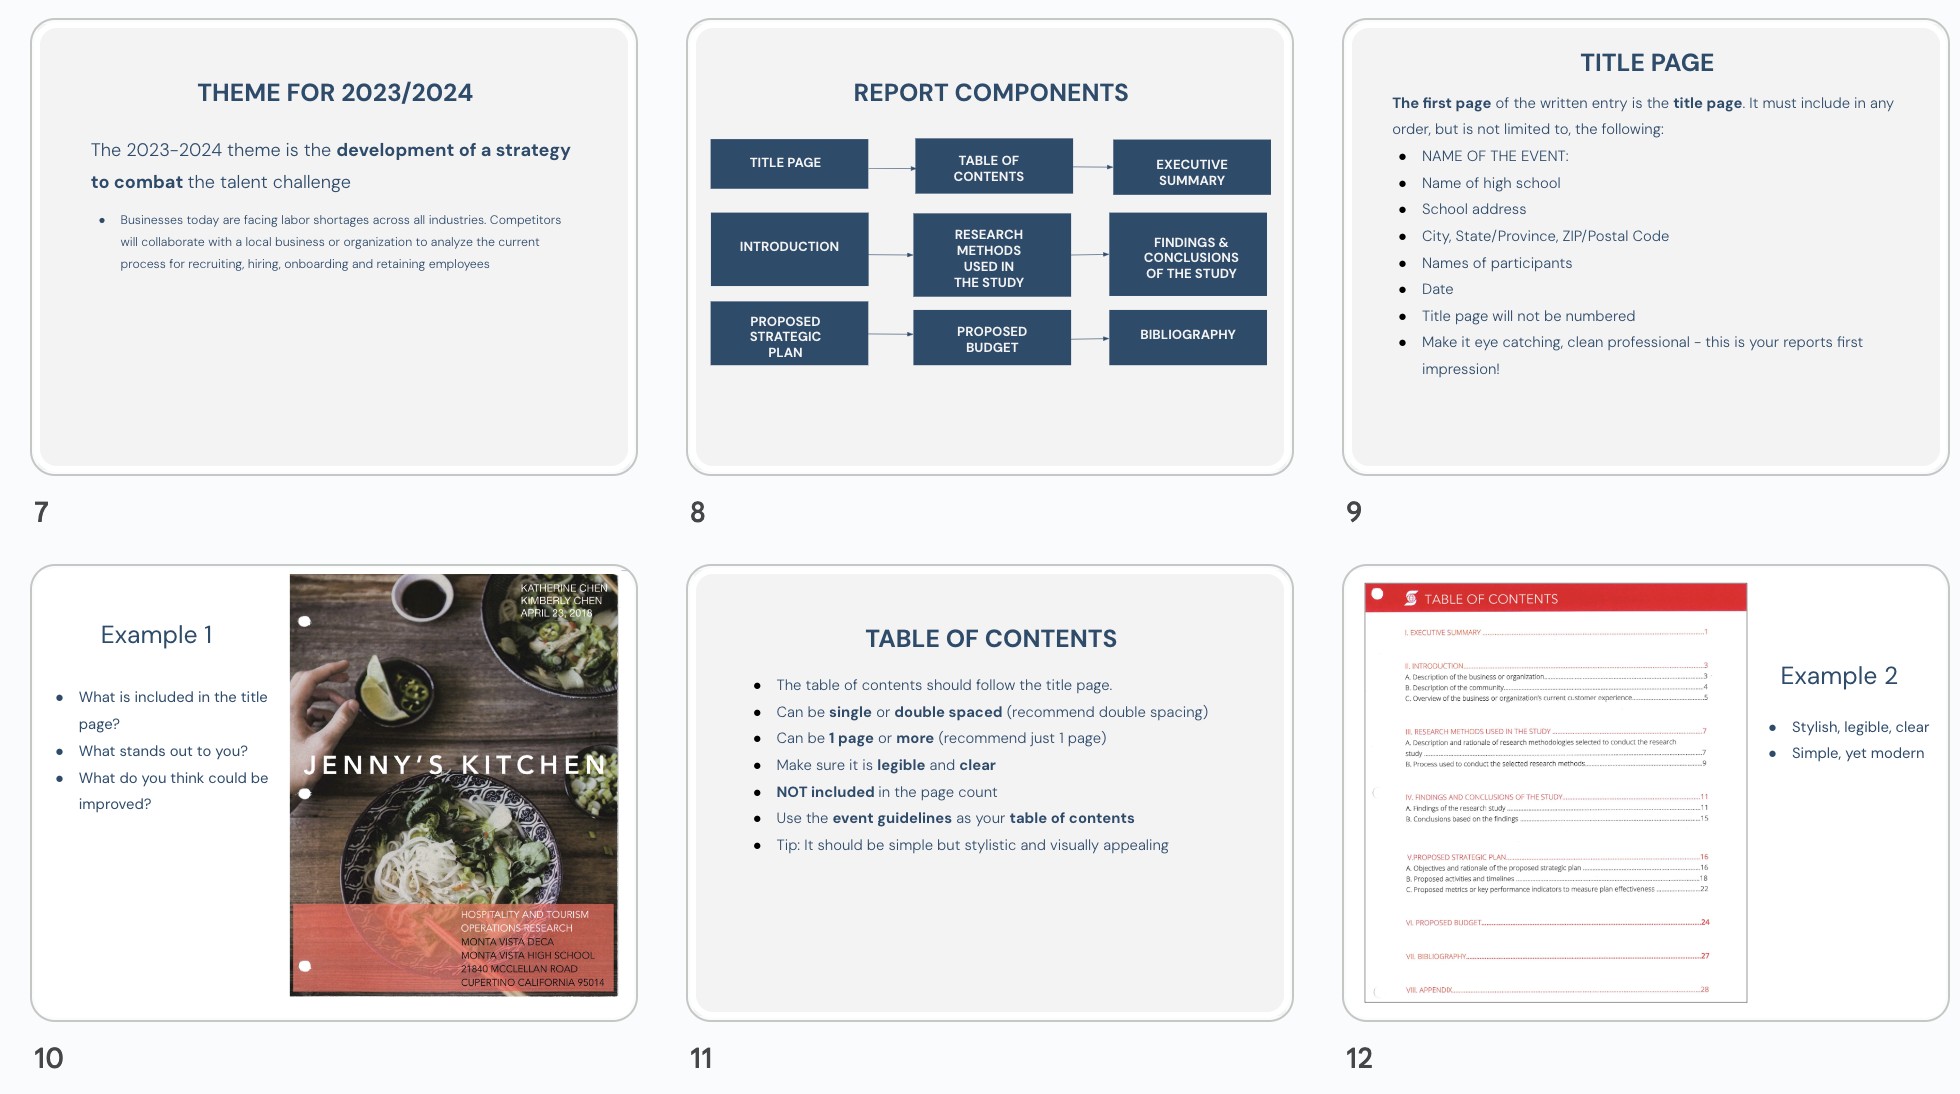 THEME FOR 2023/2024
The 2023-2024 theme is the development of a strategy
to combat the talent challenge
● Businesses today are facing labor shortages across all industries. Competitors
will collaborate with a local business or organization to analyze the current
process for recruiting, hiring, onboarding and retaining employees
7
REPORT COMPONENTS
TITLE PAGE
TABLE OF
CONTENTS
EXECUTIVE
SUMMARY
INTRODUCTION
RESEARCH
METHODS
USED IN
THE STUDY
FINDINGS &
CONCLUSIONS
OF THE STUDY
PROPOSED
STRATEGIC
PLAN
PROPOSED
BUDGET
BIBLIOGRAPHY
8
TITLE PAGE
The first page of the written entry is the title page. It must include in any
order, but is not limited to, the following:
● NAME OF THE EVENT:
● Name of high school
● School address
● City, State/Province, ZIP/Postal Code
● Names of participants
● Date
● Title page will not be numbered
● Make it eye catching, clean professional - this is your reports first
impression!
9
Example 1
● What is included in the title
page?
● What stands out to you?
● What do you think could be
improved?
KATHERINE CHEN
KIMBERLY CHEN
APRIL 23, 2018
JENNY'S KITCHEN
HOSPITALITY AND TOURISM
OPERATIONS RESEARCH
MONTA VISTA DECA
MONTA VISTA HIGH SCHOOL
21840 MCCLELLAN ROAD
CUPERTINO CALIFORNIA 95014
10
TABLE OF CONTENTS
● The table of contents should follow the title page.
● Can be single or double spaced (recommend double spacing)
● Can be 1 page or more (recommend just 1 page)
● Make sure it is legible and clear
● NOT included in the page count
● Use the event guidelines as your table of contents
● Tip: It should be simple but stylistic and visually appealing
11
TABLE OF CONTENTS
I. EXECUTIVE SUMMARY ... 1
II. INTRODUCTION ... 3
A. Description of the business or organization ... 3
B. Description of the community ... 4
C. Overview of the business or organization's current customer experience ... 5
III. RESEARCH METHODS USED IN THE STUDY ... 7
A. Description and rationale of research methodologies selected to conduct the research
study ... 7
B. Process used to conduct the selected research methods ... 9
IV. FINDINGS AND CONCLUSIONS OF THE STUDY ... 11
A. Findings of the research study ... 11
B. Conclusions based on the findings ... 15
V.PROPOSED STRATEGIC PLAN ... 16
A. Objectives and rationale of the proposed strategic plan ... 16
B. Proposed activities and timelines ... 18
C. Proposed metrics or key performance indicators to measure plan effectiveness ... 22
VI. PROPOSED BUDGET ... 24
VII. BIBLIOGRAPHY ... 27
VIII. APPENDIX ... 28
Example 2
● Stylish, legible, clear
● Simple, yet modern
12